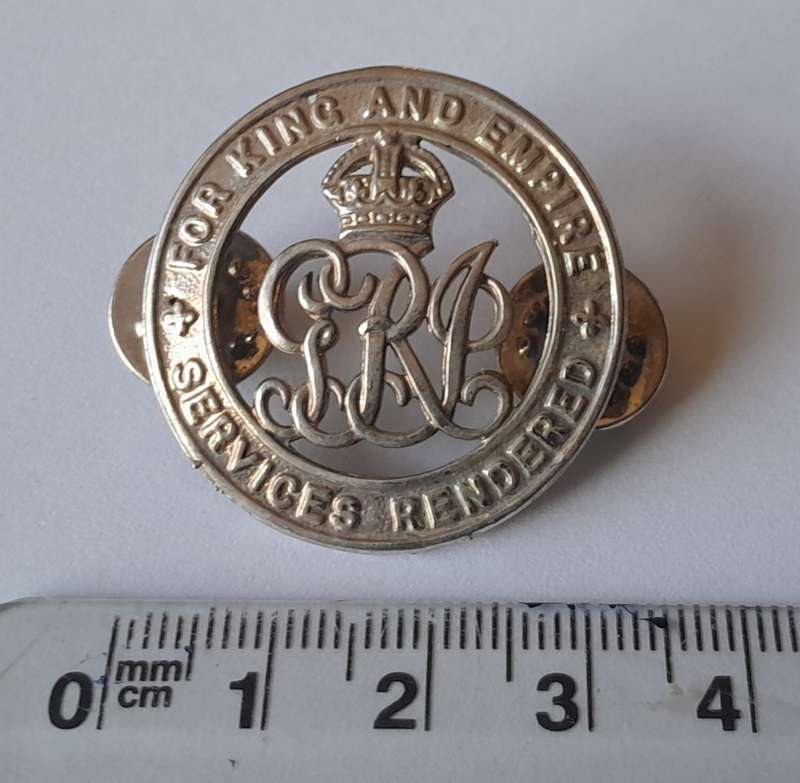 FOR KING AND EMPIRE
GRI
SERVICES RENDERED
0 mm 1 2 3 4
cm